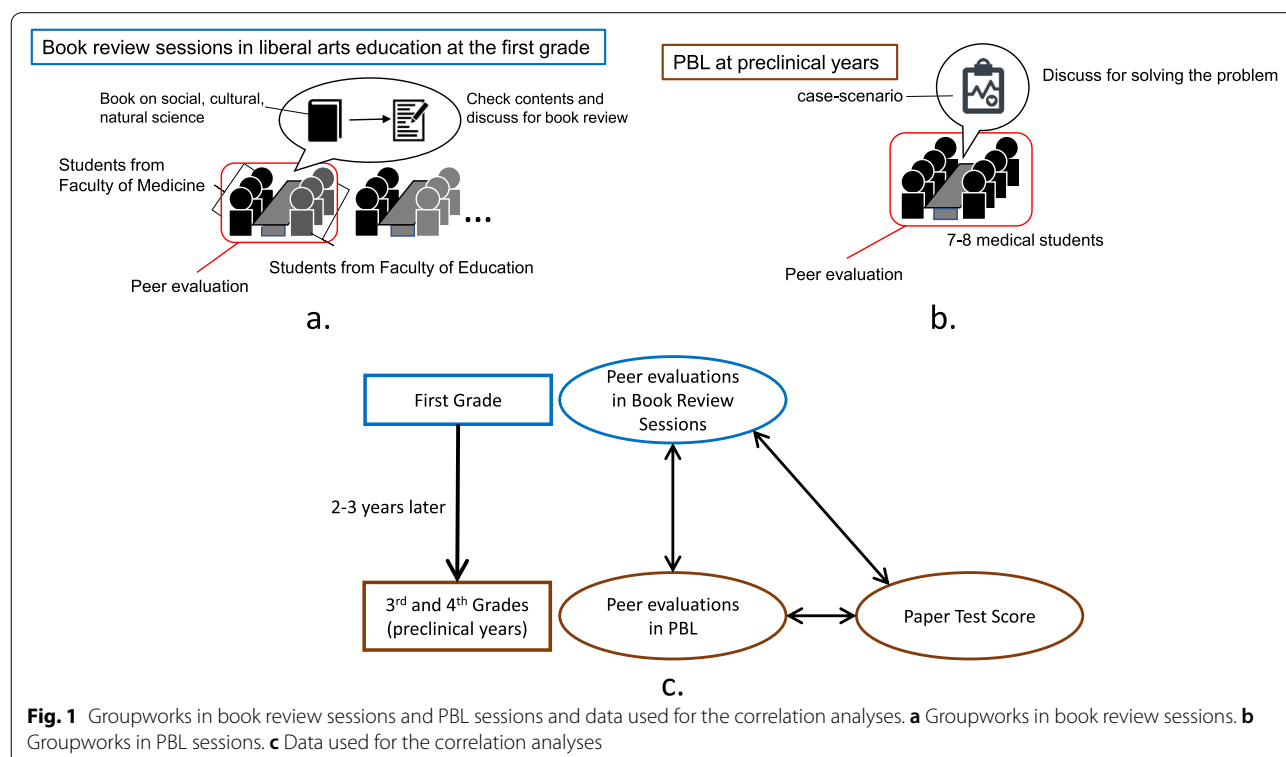 Book review sessions in liberal arts education at the first grade
Book on social, cultural,
natural science
Check contents and
discuss for book review
Students from
Faculty of Medicine
...
Students from Faculty of Education
Peer evaluation
a.
PBL at preclinical years
case-scenario
Discuss for solving the problem
7-8 medical students
Peer evaluation
b.
First Grade
Peer evaluations
in Book Review
Sessions
2-3 years later
3rd and 4th Grades
(preclinical years)
Peer evaluations
in PBL
Paper Test Score
c.
Fig. 1 Groupworks in book review sessions and PBL sessions and data used for the correlation analyses. a Groupworks in book review sessions. b
Groupworks in PBL sessions. c Data used for the correlation analyses